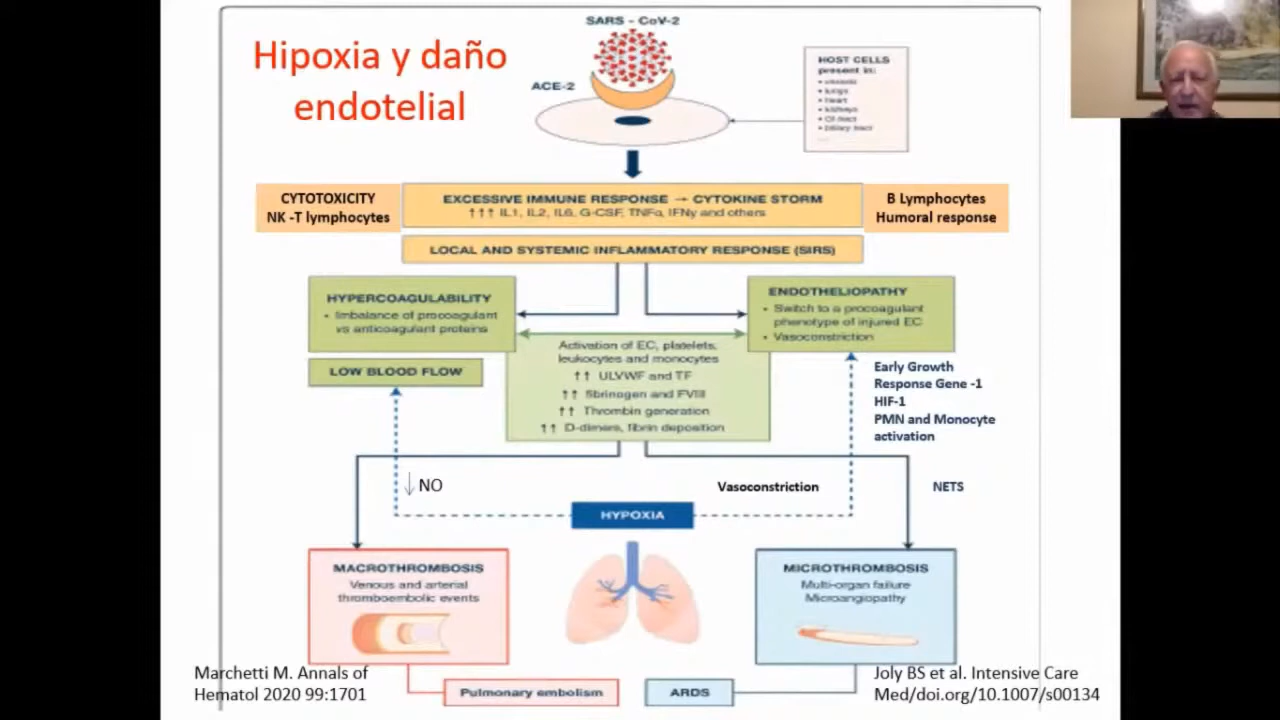 Hipoxia y daño
endotelial
SARS - CoV-2
ACE-2
HOST CELLS
present in:
• lungs
• heart
• kidneys
• GI tract
• biliary tract
....
CYTOTOXICITY
NK -T lymphocytes
EXCESSIVE IMMUNE RESPONSE → CYTOKINE STORM
↑↑↑ IL1, IL2, IL6, G-CSF, TNFα, IFNγ and others
B Lymphocytes
Humoral response
LOCAL AND SYSTEMIC INFLAMMATORY RESPONSE (SIRS)
HYPERCOAGULABILITY
• Imbalance of procoagulant
vs anticoagulant proteins
ENDOTHELIOPATHY
• Switch to a procoagulant
phenotype of injured EC
• Vasoconstriction
LOW BLOOD FLOW
Activation of EC, platelets,
leukocytes and monocytes
↑↑ ULVWF and TF
↑↑ fibrinogen and FVIII
↑↑ Thrombin generation
↑↑ D-dimers, fibrin deposition
Early Growth
Response Gene -1
HIF-1
PMN and Monocyte
activation
↓ NO
Vasoconstriction
NETS
HYPOXIA
MACROTHROMBOSIS
Venous and arterial
thromboembolic events
MICROTHROMBOSIS
Multi-organ failure
Microangiopathy
Marchetti M. Annals of
Hematol 2020 99:1701
Pulmonary embolism
ARDS
Joly BS et al. Intensive Care
Med/doi.org/10.1007/s00134